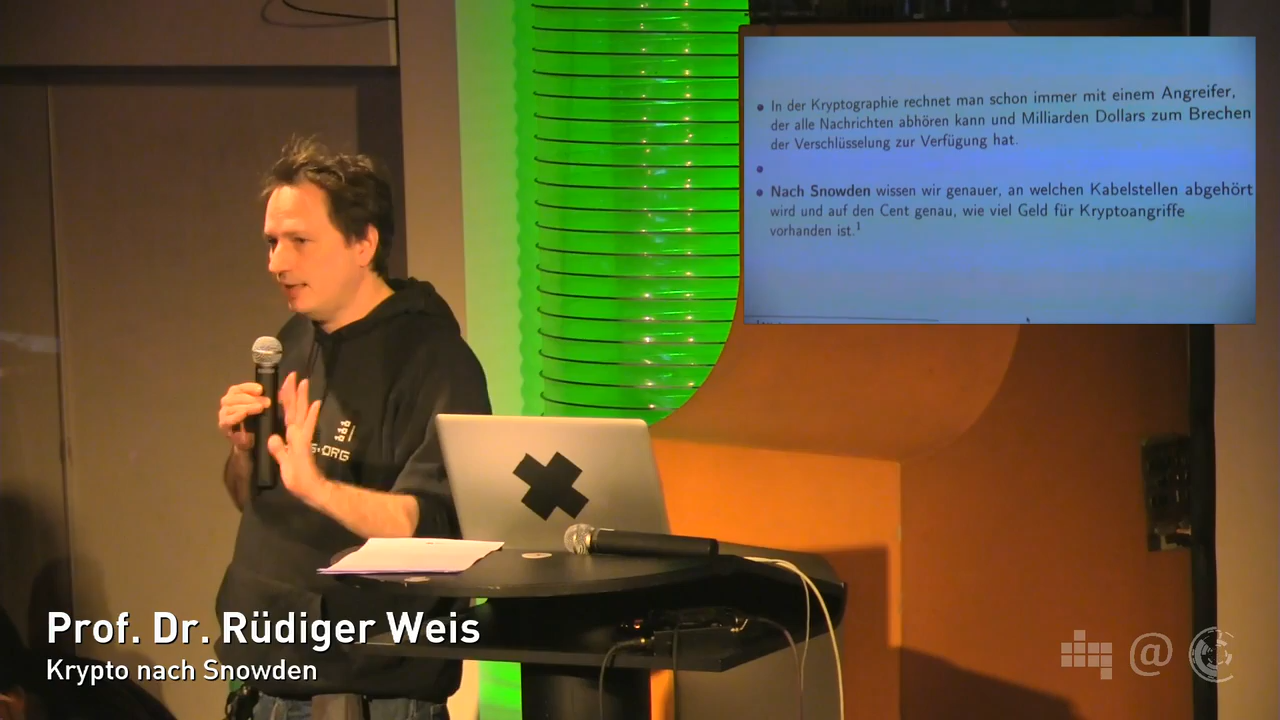 • In der Kryptographie rechnet man schon immer mit einem Angreifer,
der alle Nachrichten abhören kann und Milliarden Dollars zum Brechen
der Verschlüsselung zur Verfügung hat.
•
• Nach Snowden wissen wir genauer, an welchen Kabelstellen abgehört
wird und auf den Cent genau, wie viel Geld für Kryptoangriffe
vorhanden ist.¹
S·ORG
Prof. Dr. Rüdiger Weis
Krypto nach Snowden
@